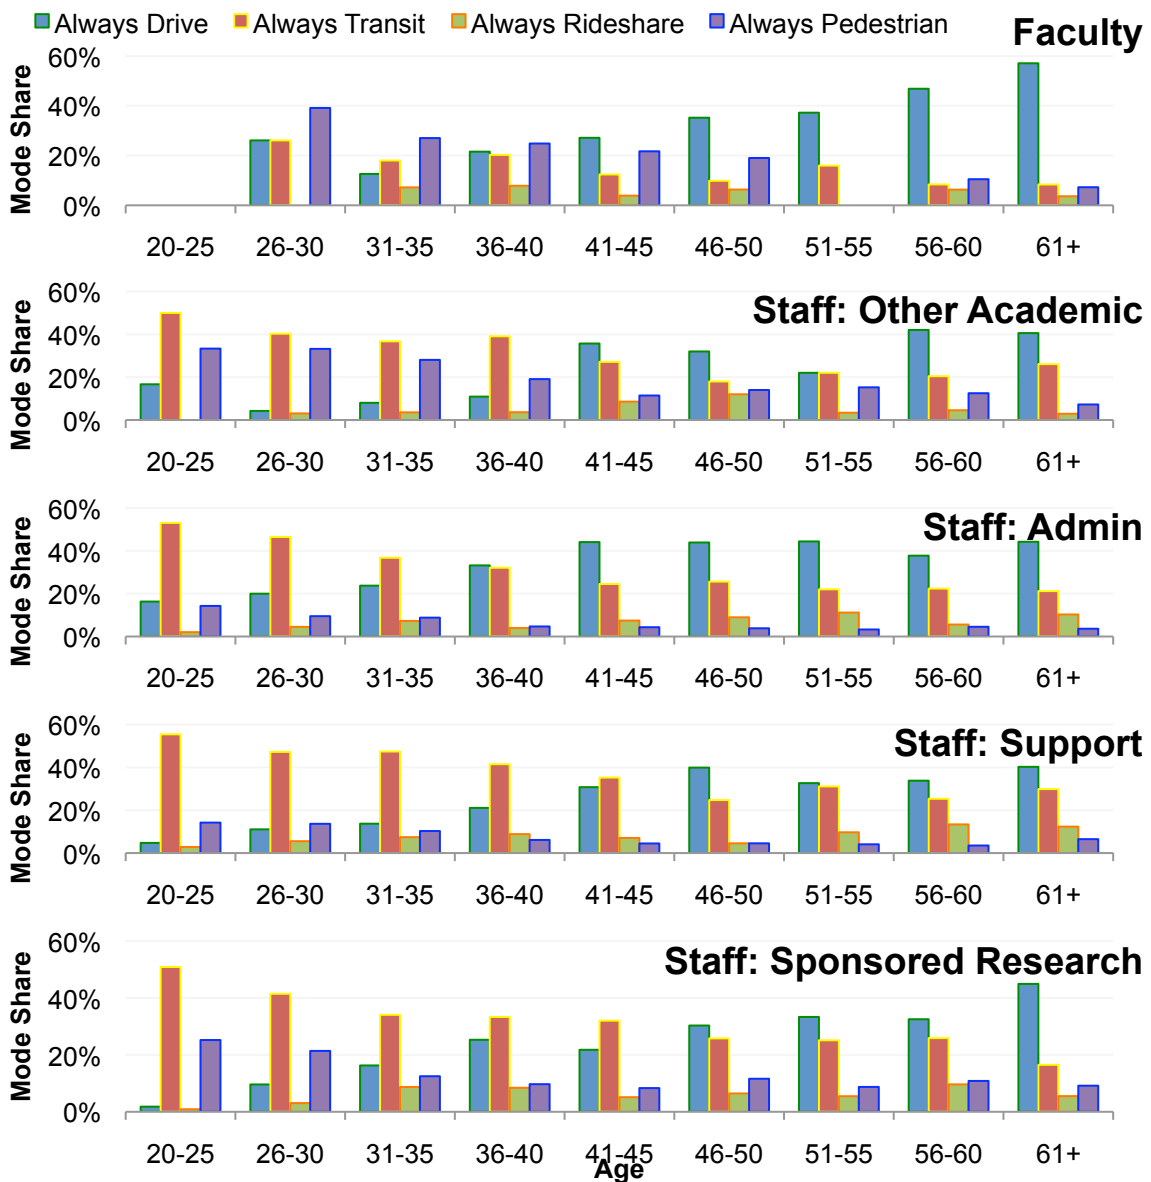 Always Drive Always Transit Always Rideshare Always Pedestrian
Faculty
Mode Share
60%
40%
20%
0%
20-25 26-30 31-35 36-40 41-45 46-50 51-55 56-60 61+
Staff: Other Academic
Mode Share
60%
40%
20%
0%
20-25 26-30 31-35 36-40 41-45 46-50 51-55 56-60 61+
Staff: Admin
Mode Share
60%
40%
20%
0%
20-25 26-30 31-35 36-40 41-45 46-50 51-55 56-60 61+
Staff: Support
Mode Share
60%
40%
20%
0%
20-25 26-30 31-35 36-40 41-45 46-50 51-55 56-60 61+
Staff: Sponsored Research
Mode Share
60%
40%
20%
0%
20-25 26-30 31-35 36-40 41-45 46-50 51-55 56-60 61+
Age